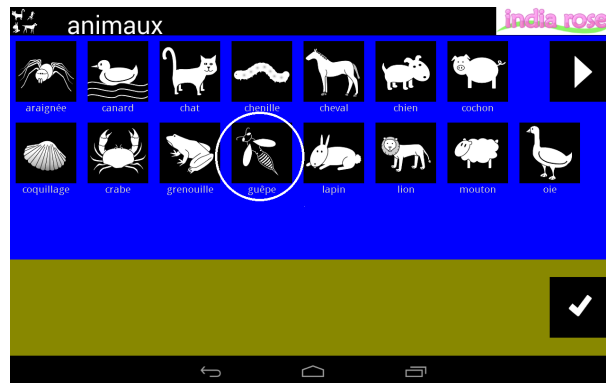 animaux
india rose
araignée canard chat chenille cheval chien cochon
coquillage crabe grenouille guêpe lapin lion mouton oie